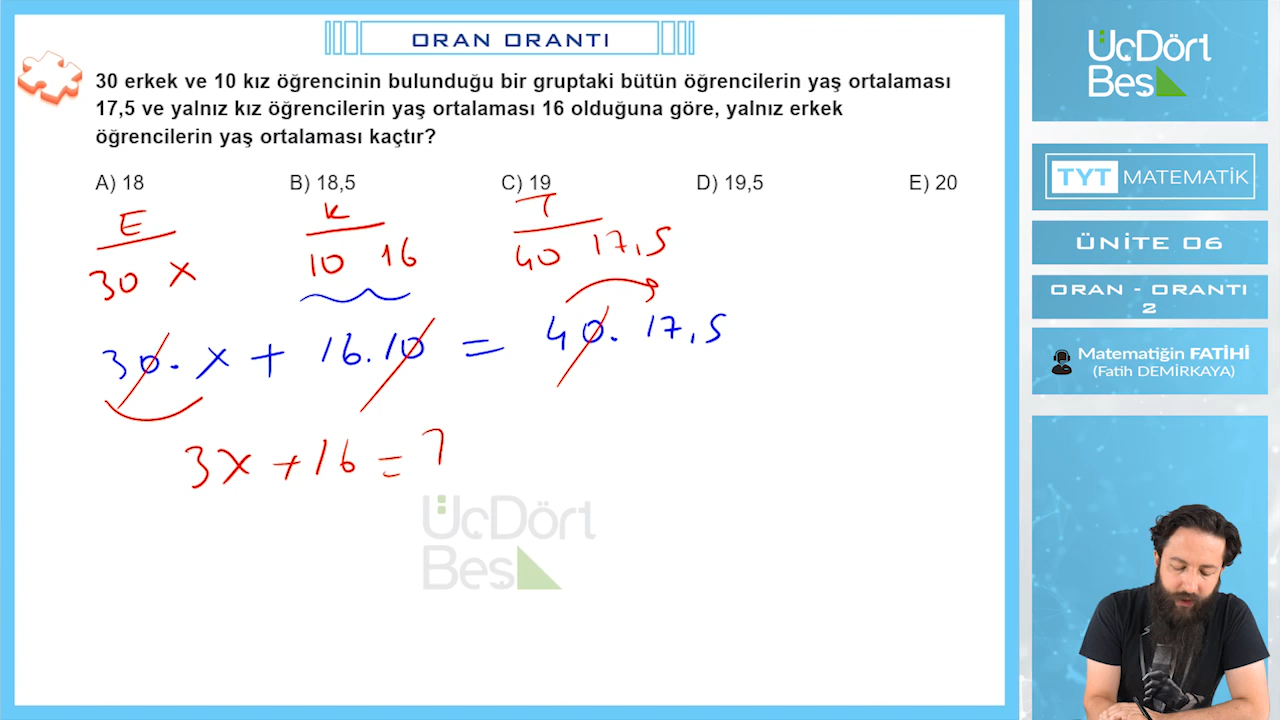 ORAN ORANTI
30 erkek ve 10 kız öğrencinin bulunduğu bir gruptaki bütün öğrencilerin yaş ortalaması
17,5 ve yalnız kız öğrencilerin yaş ortalaması 16 olduğuna göre, yalnız erkek
öğrencilerin yaş ortalaması kaçtır?
A) 18 B) 18,5 C) 19 D) 19,5 E) 20
E K T
30 x 10 16 40 17,5
30. x + 16.10 = 40. 17,5
3x + 16 = 7
ÜçDört
Beş
ÜçDört
Beş
TYT MATEMATİK
ÜNİTE 06
ORAN - ORANTI
2
Matematiğin FATİHİ
(Fatih DEMİRKAYA)